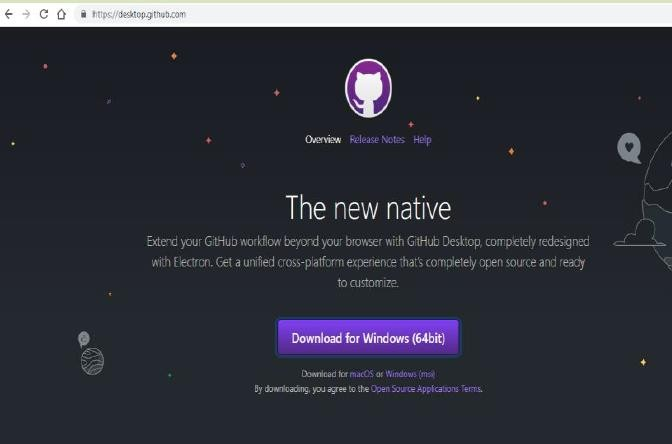 https://desktop.github.com
Overview Release Notes Help
The new native
Extend your GitHub workflow beyond your browser with GitHub Desktop, completely redesigned
with Electron. Get a unified cross-platform experience that's completely open source and ready
to customize.
Download for Windows (64bit)
Download for macOS or Windows (msi)
By downloading, you agree to the Open Source Applications Terms.